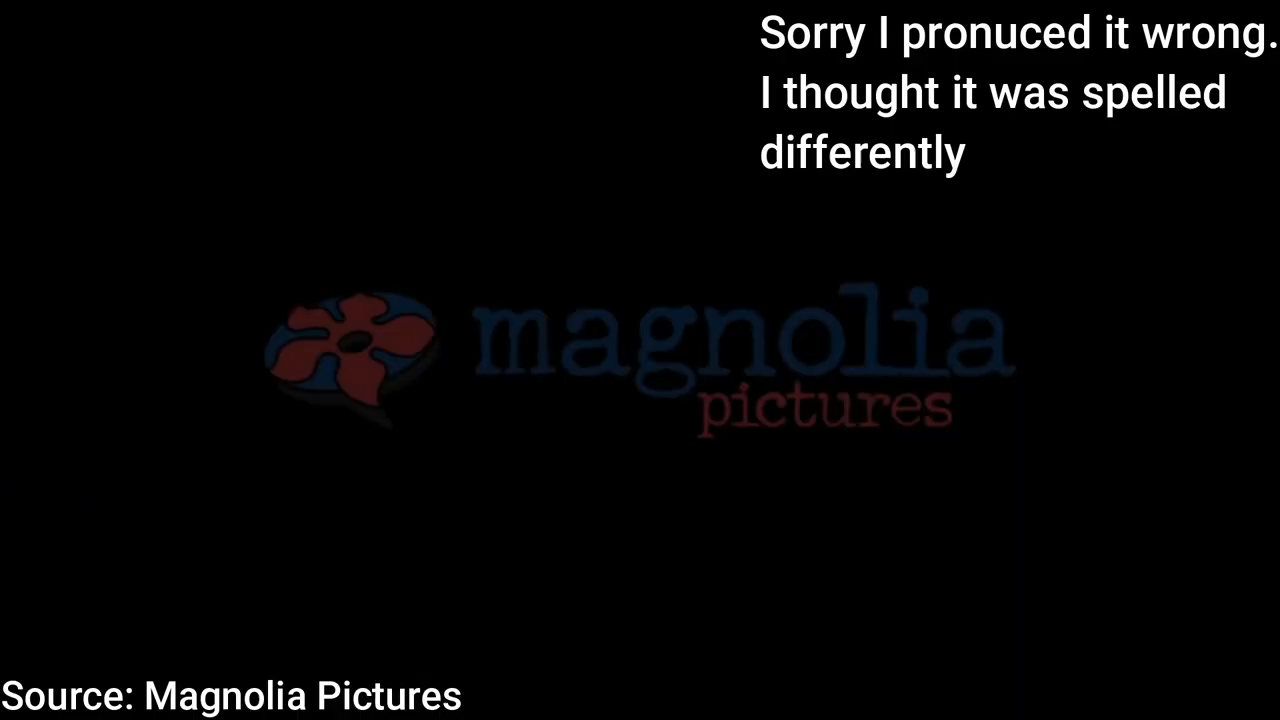 Sorry I pronuced it wrong.
I thought it was spelled
differently
magnolia
pictures
Source: Magnolia Pictures